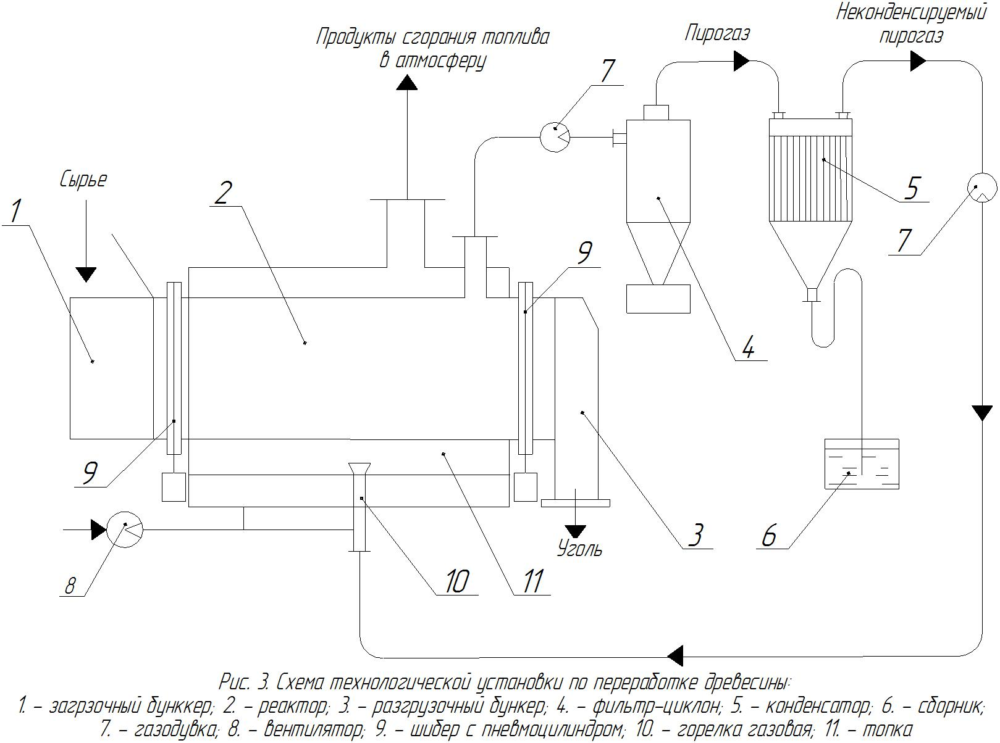 Неконденсируемый
пирогаз
Пирогаз
Продукты сгорания топлива
в атмосферу
7
Сырье
2
1
5
7
9
4
9
6
3
Уголь
8
10
11
Рис. 3. Схема технологической установки по переработке древесины:
1. – загрзочный бунккер; 2. – реактор; 3. – разгрузочный бункер; 4. – фильтр-циклон; 5. – конденсатор; 6. – сборник;
7. – газодувка; 8. – вентилятор; 9. – шибер с пневмоцилиндром; 10. – горелка газовая; 11. – топка